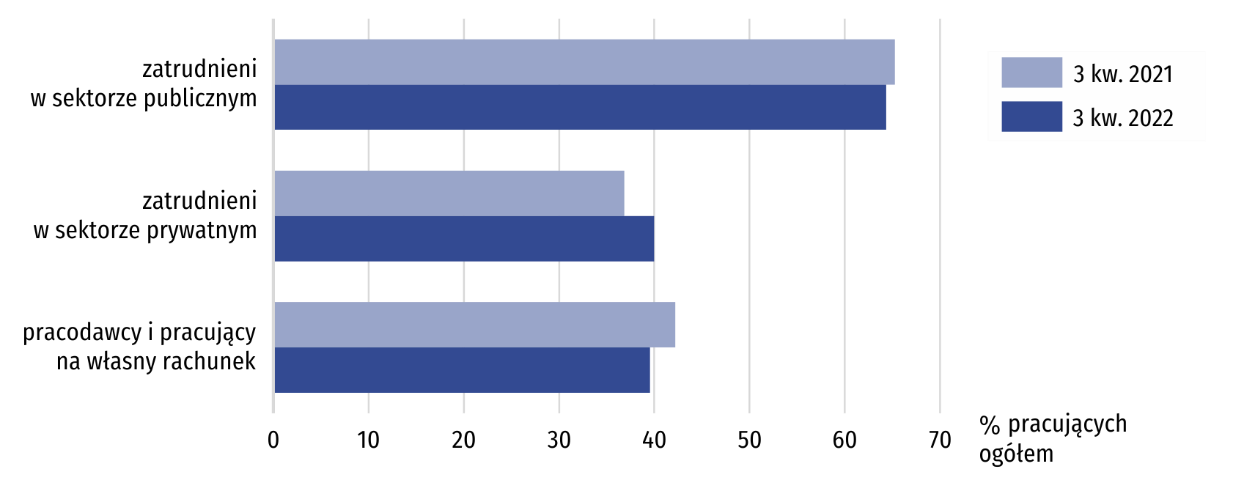 zatrudnieni
w sektorze publicznym
zatrudnieni
w sektorze prywatnym
pracodawcy i pracujący
na własny rachunek
0 10 20 30 40 50 60 70
% pracujących
ogółem
3 kw. 2021
3 kw. 2022